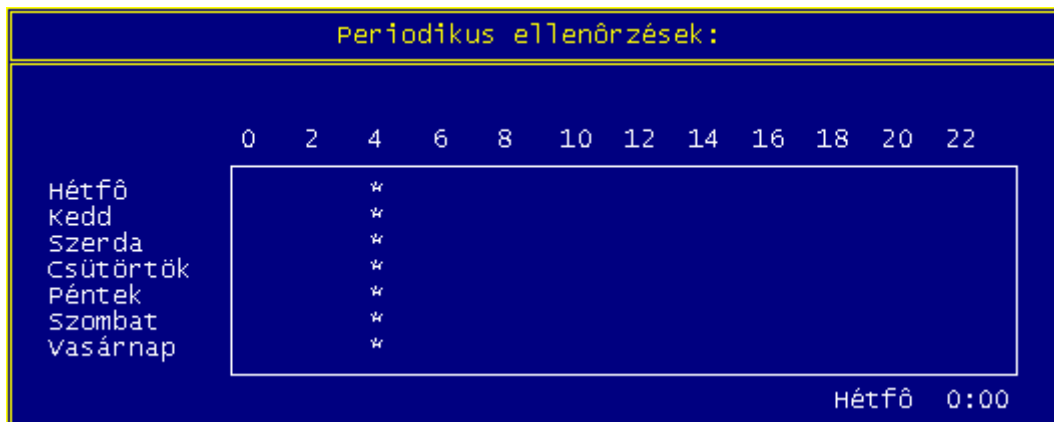 Periodikus ellenôrzések:
0 2 4 6 8 10 12 14 16 18 20 22
Hétfô *
Kedd *
Szerda *
Csütörtök *
Péntek *
Szombat *
Vasárnap *
Hétfô 0:00